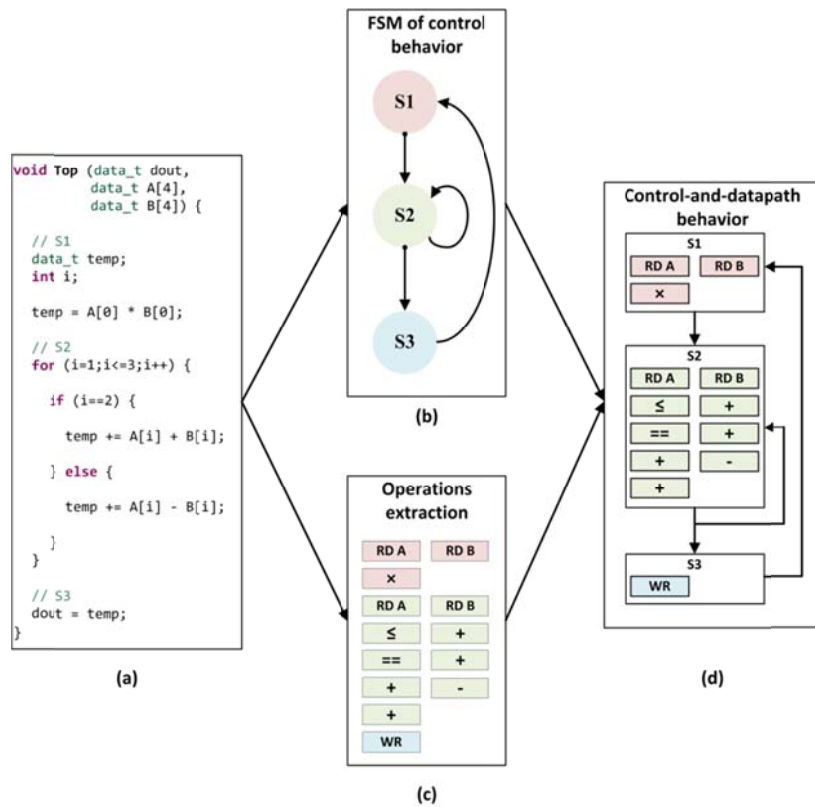 void Top (data_t dout,
data_t A[4],
data_t B[4]) {
// S1
data_t temp;
int i;
temp = A[0] * B[0];
// S2
for (i=1;i<=3;i++) {
if (i==2) {
temp += A[i] + B[i];
} else {
temp += A[i] - B[i];
}
}
// S3
dout = temp;
}
(a)
FSM of control
behavior
S1
S2
S3
(b)
Operations
extraction
RD A RD B
×
RD A RD B
≤ +
== +
+ -
+
WR
(c)
Control-and-datapath
behavior
S1
RD A RD B
×
S2
RD A RD B
≤ +
== +
+ -
+
S3
WR
(d)